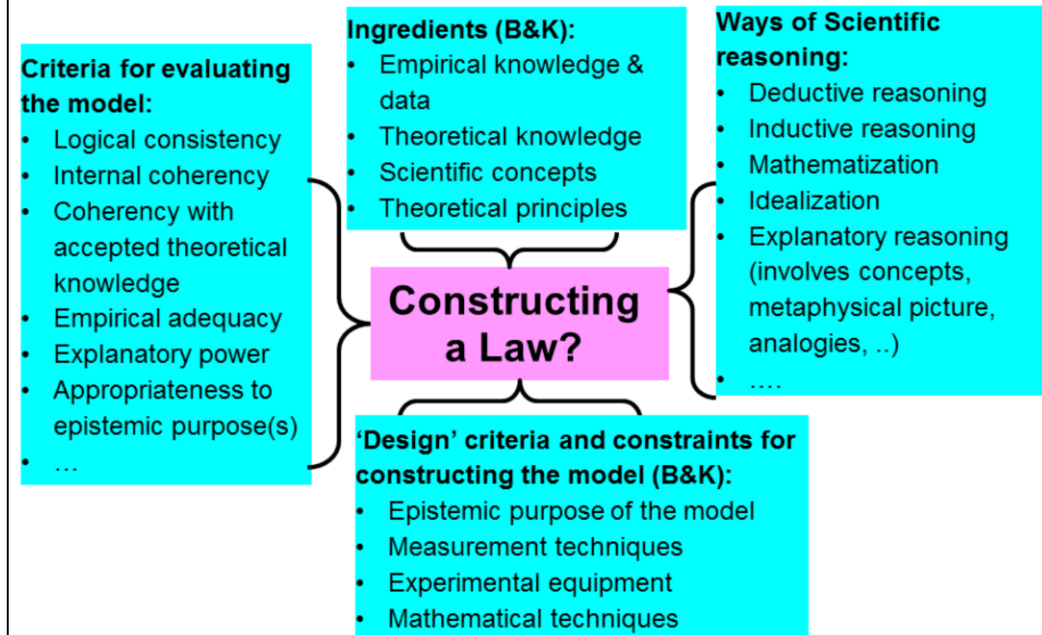 Criteria for evaluating
the model:
• Logical consistency
• Internal coherency
• Coherency with
accepted theoretical
knowledge
• Empirical adequacy
• Explanatory power
• Appropriateness to
epistemic purpose(s)
• ...
Ingredients (B&K):
• Empirical knowledge &
data
• Theoretical knowledge
• Scientific concepts
• Theoretical principles
Ways of Scientific
reasoning:
• Deductive reasoning
• Inductive reasoning
• Mathematization
• Idealization
• Explanatory reasoning
(involves concepts,
metaphysical picture,
analogies, ..)
• ....
Constructing
a Law?
‘Design’ criteria and constraints for
constructing the model (B&K):
• Epistemic purpose of the model
• Measurement techniques
• Experimental equipment
• Mathematical techniques